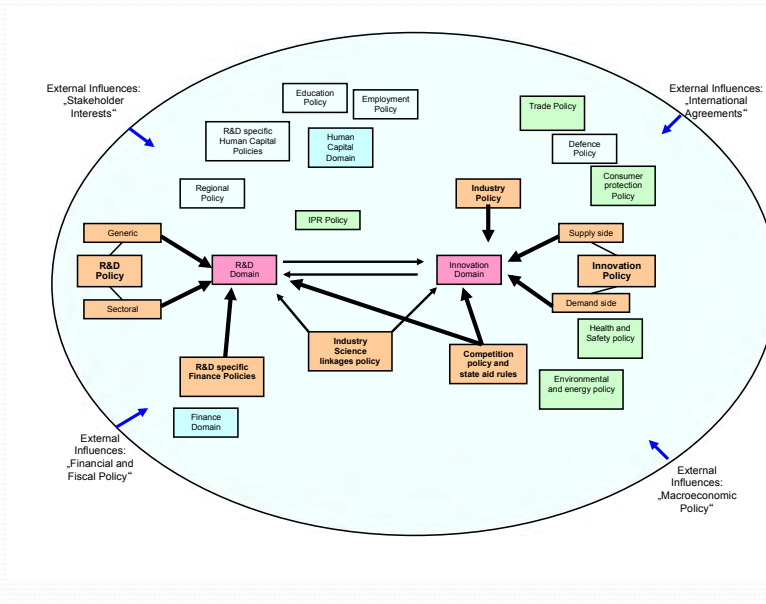 External Influences:
„Stakeholder
Interests“
External Influences:
„International
Agreements“
Education
Policy
Employment
Policy
Trade Policy
R&D specific
Human Capital
Policies
Human
Capital
Domain
Defence
Policy
Consumer
protection
Policy
Regional
Policy
Industry
Policy
IPR Policy
Generic
Supply side
R&D
Policy
R&D
Domain
Innovation
Domain
Innovation
Policy
Sectoral
Demand side
Industry
Science
linkages policy
Health and
Safety policy
R&D specific
Finance Policies
Competition
policy and
state aid rules
Environmental
and energy policy
Finance
Domain
External
Influences:
„Financial and
Fiscal Policy“
External
Influences:
„Macroeconomic
Policy“